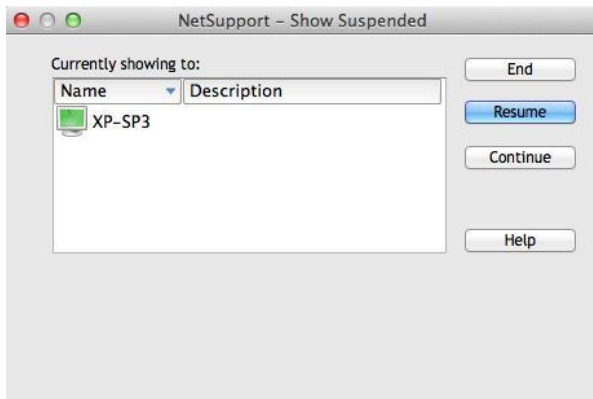 NetSupport – Show Suspended
Currently showing to:
Name Description
XP-SP3
End
Resume
Continue
Help